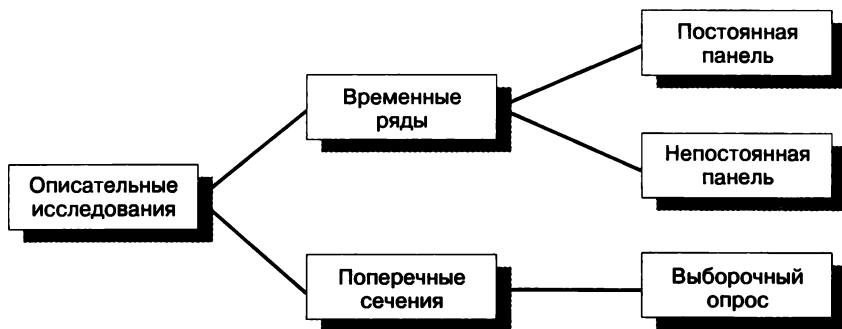 Постоянная
панель
Временные
ряды
Непостоянная
панель
Описательные
исследования
Поперечные
сечения
Выборочный
опрос